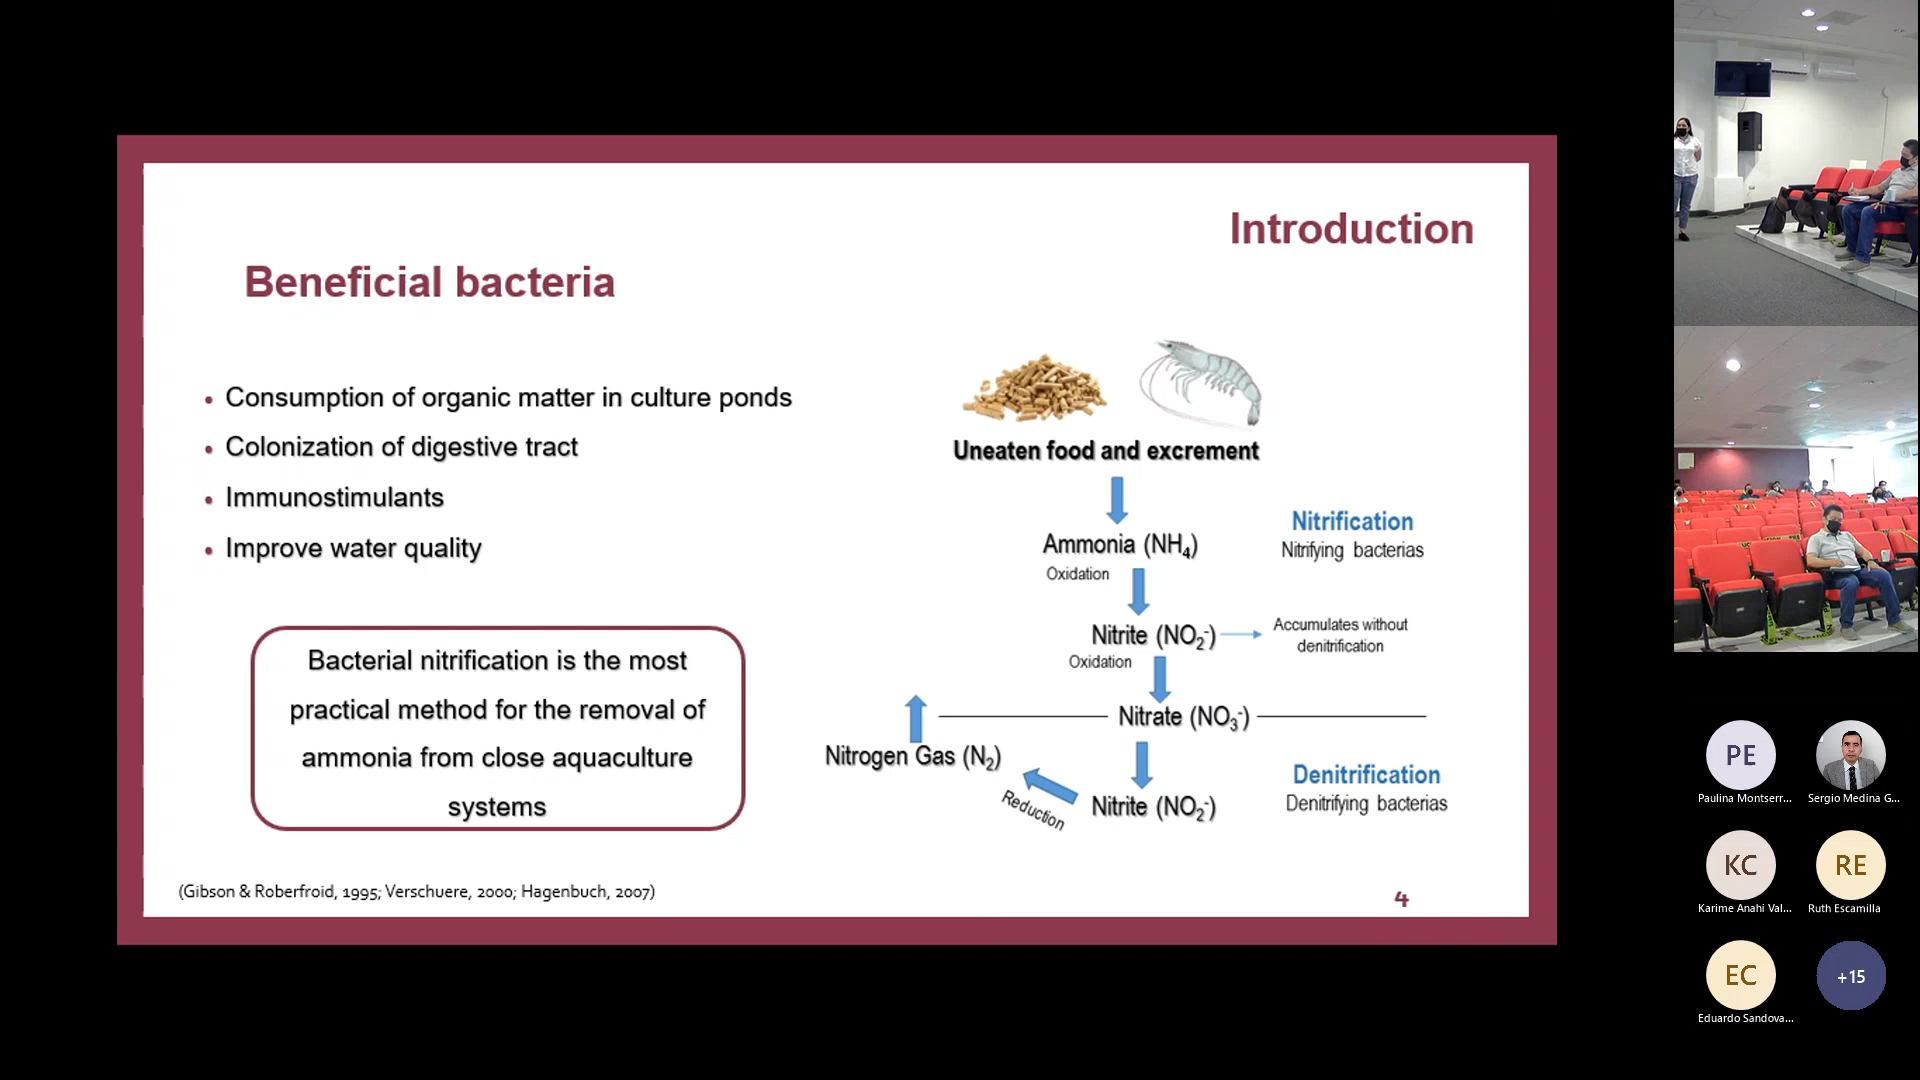 Introduction
Beneficial bacteria
• Consumption of organic matter in culture ponds
• Colonization of digestive tract
• Immunostimulants
• Improve water quality
Bacterial nitrification is the most
practical method for the removal of
ammonia from close aquaculture
systems
(Gibson & Roberfroid, 1995; Verschuere, 2000; Hagenbuch, 2007)
Uneaten food and excrement
Ammonia (NH₄)
Oxidation
Nitrification
Nitrifying bacterias
Nitrite (NO₂⁻)
Accumulates without
denitrification
Oxidation
Nitrate (NO₃⁻)
Nitrogen Gas (N₂)
Reduction
Nitrite (NO₂⁻)
Denitrification
Denitrifying bacterias
4
PE
Paulina Montserr...
Sergio Medina G...
KC
Karime Anahi Val...
RE
Ruth Escamilla
EC
Eduardo Sandova...
+15